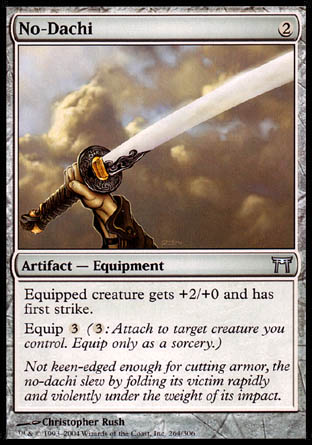 No-Dachi 2
Artifact — Equipment
Equipped creature gets +2/+0 and has
first strike.
Equip 3 (3: Attach to target creature you
control. Equip only as a sorcery.)
Not keen-edged enough for cutting armor, the
no-dachi slew by folding its victim rapidly
and violently under the weight of its impact.
Christopher Rush
™ & © 1993–2004 Wizards of the Coast, Inc. 264/306